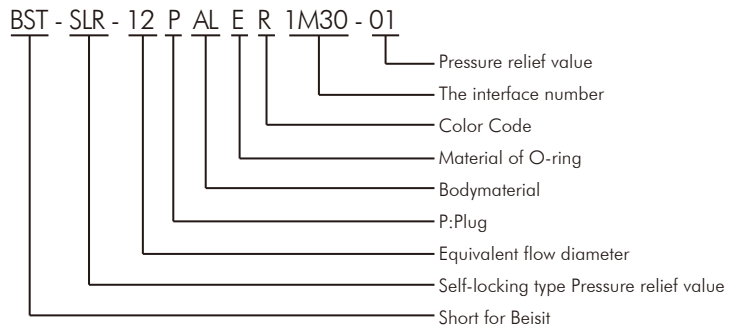 BST - SLR - 12 P AL E R 1M30 - 01
Pressure relief value
The interface number
Color Code
Material of O-ring
Bodymaterial
P:Plug
Equivalent flow diameter
Self-locking type Pressure relief value
Short for Beisit